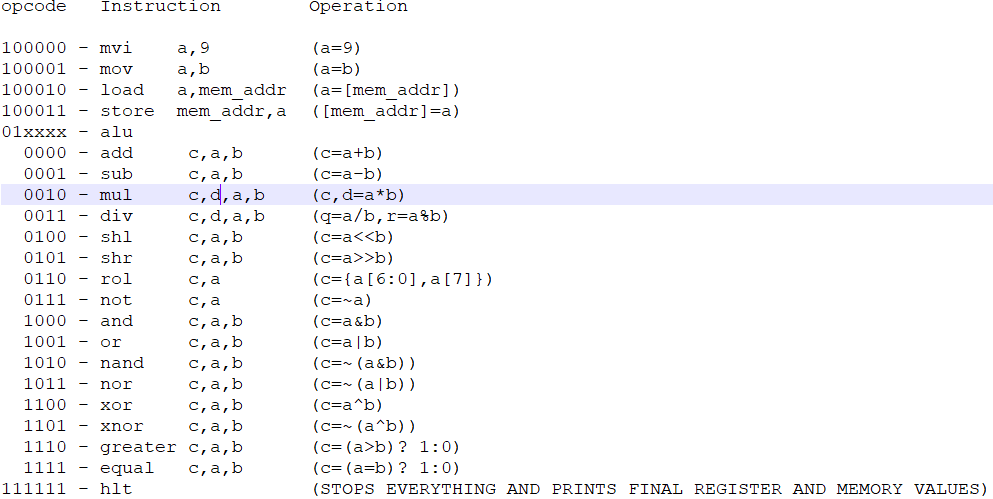 opcode   Instruction        Operation
100000 - mvi   a,9         (a=9)
100001 - mov   a,b         (a=b)
100010 - load  a,mem_addr  (a=[mem_addr])
100011 - store mem_addr,a  ([mem_addr]=a)
01xxxx - alu
0000 - add     c,a,b      (c=a+b)
0001 - sub     c,a,b      (c=a-b)
0010 - mul     c,d,a,b    (c,d=a*b)
0011 - div     c,d,a,b    (q=a/b,r=a%b)
0100 - shl     c,a,b      (c=a<<b)
0101 - shr     c,a,b      (c=a>>b)
0110 - rol     c,a        (c={a[6:0],a[7]})
0111 - not     c,a        (c=~a)
1000 - and     c,a,b      (c=a&b)
1001 - or      c,a,b      (c=a|b)
1010 - nand    c,a,b      (c=~(a&b))
1011 - nor     c,a,b      (c=~(a|b))
1100 - xor     c,a,b      (c=a^b)
1101 - xnor    c,a,b      (c=~(a^b))
1110 - greater c,a,b      (c=(a>b)? 1:0)
1111 - equal   c,a,b      (c=(a=b)? 1:0)
111111 - hlt               (STOPS EVERYTHING AND PRINTS FINAL REGISTER AND MEMORY VALUES)